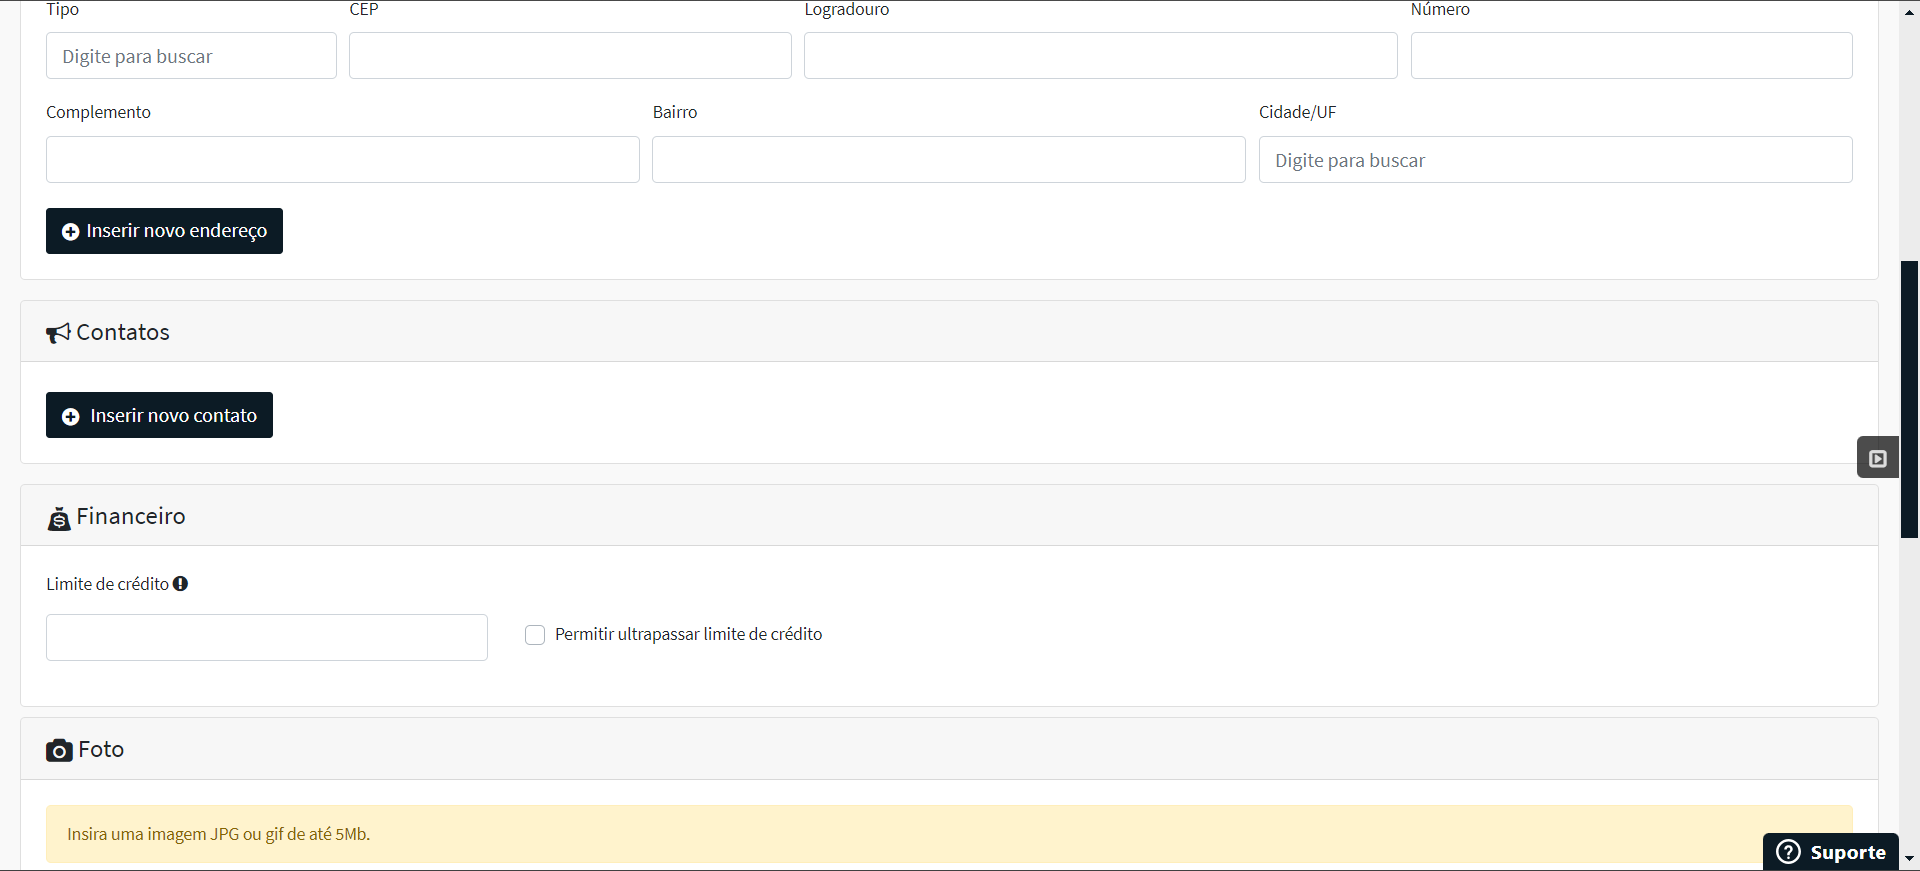 Tipo CEP Logradouro Número
Digite para buscar
Complemento Bairro Cidade/UF
Digite para buscar
Inserir novo endereço
Contatos
Inserir novo contato
Financeiro
Limite de crédito
Permitir ultrapassar limite de crédito
Foto
Insira uma imagem JPG ou gif de até 5Mb.
Suporte